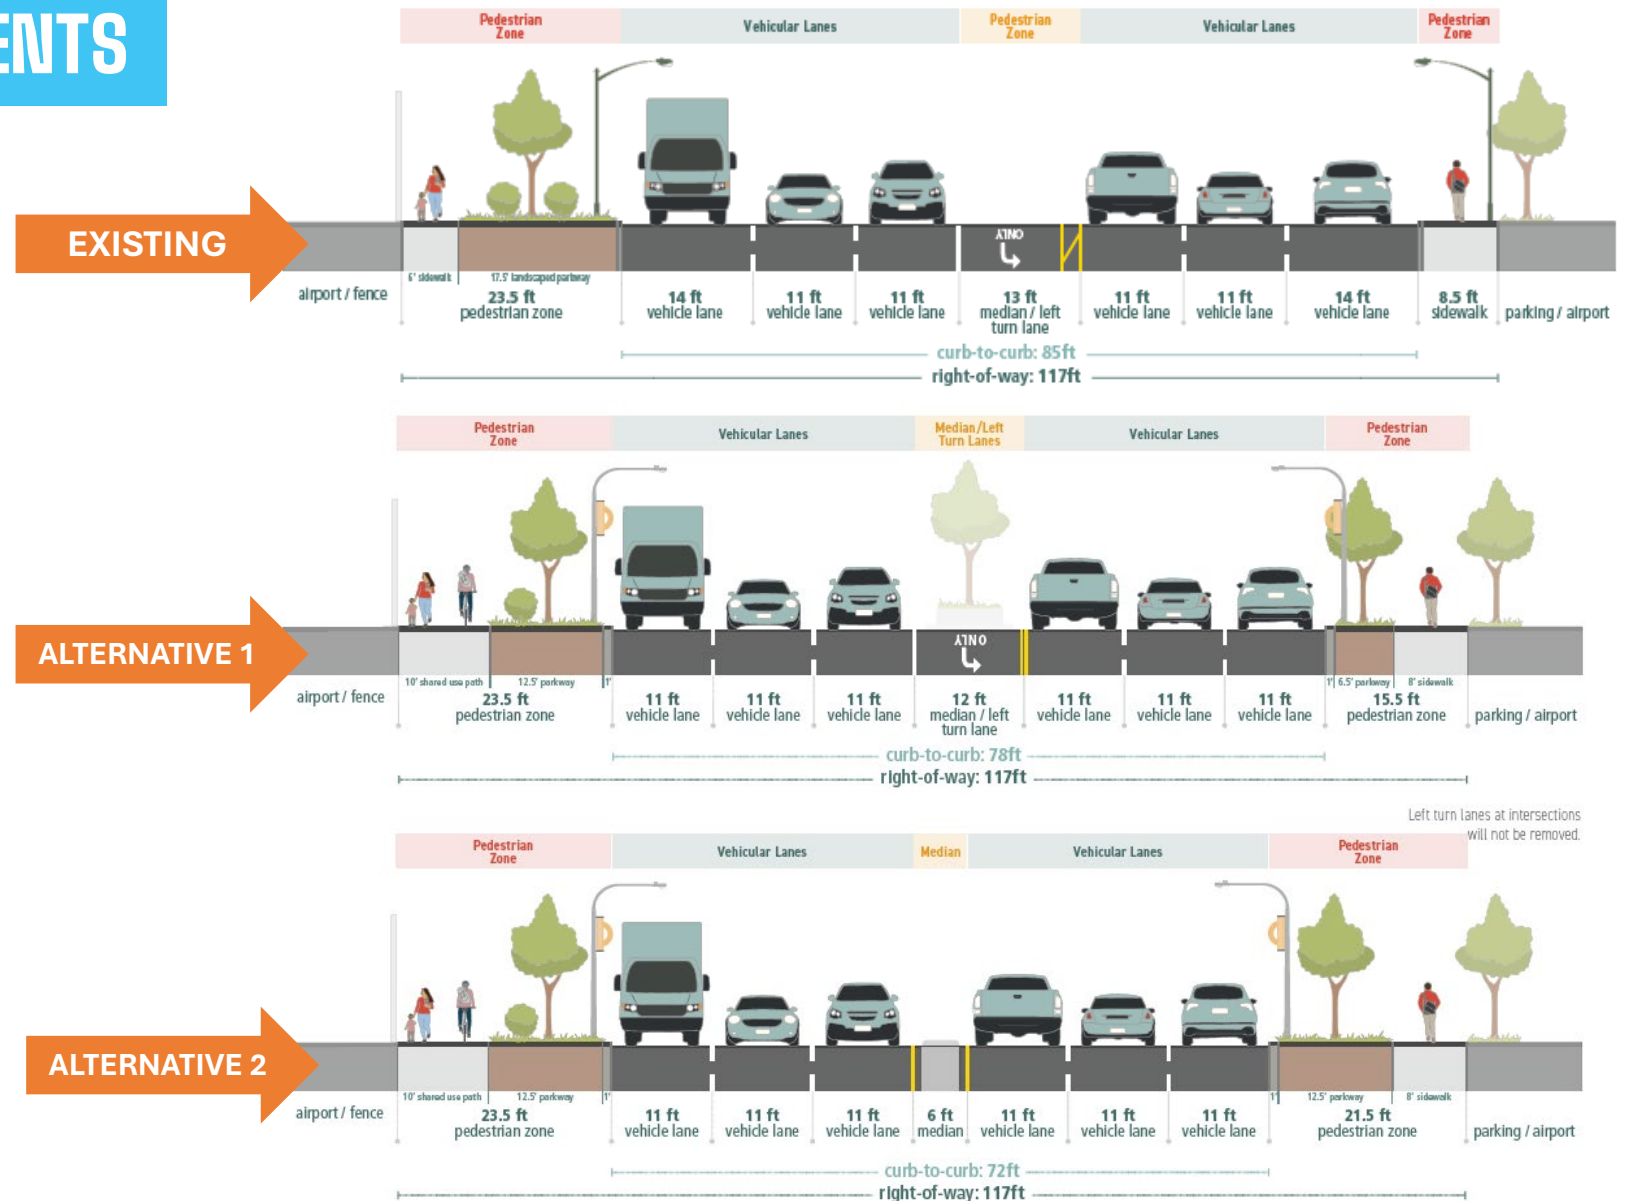 ENTS
Pedestrian Zone
Vehicular Lanes
Pedestrian Zone
Vehicular Lanes
Pedestrian Zone
EXISTING
ONLY
6' sidewalk
17.5' landscaped parkway
airport / fence
23.5 ft
pedestrian zone
14 ft
vehicle lane
11 ft
vehicle lane
11 ft
vehicle lane
13 ft
median / left
turn lane
11 ft
vehicle lane
11 ft
vehicle lane
14 ft
vehicle lane
8.5 ft
sidewalk
parking / airport
curb-to-curb: 85ft
right-of-way: 117ft
Pedestrian Zone
Vehicular Lanes
Median/Left
Turn Lanes
Vehicular Lanes
Pedestrian Zone
ALTERNATIVE 1
ONLY
10' shared use path
12.5' parkway
1'
1'
6.5' parkway
8' sidewalk
airport / fence
23.5 ft
pedestrian zone
11 ft
vehicle lane
11 ft
vehicle lane
11 ft
vehicle lane
12 ft
median / left
turn lane
11 ft
vehicle lane
11 ft
vehicle lane
11 ft
vehicle lane
15.5 ft
pedestrian zone
parking / airport
curb-to-curb: 78ft
right-of-way: 117ft
Left turn lanes at intersections
will not be removed.
Pedestrian Zone
Vehicular Lanes
Median
Vehicular Lanes
Pedestrian Zone
ALTERNATIVE 2
10' shared use path
12.5' parkway
1'
1'
12.5' parkway
8' sidewalk
airport / fence
23.5 ft
pedestrian zone
11 ft
vehicle lane
11 ft
vehicle lane
11 ft
vehicle lane
6 ft
median
11 ft
vehicle lane
11 ft
vehicle lane
11 ft
vehicle lane
21.5 ft
pedestrian zone
parking / airport
curb-to-curb: 72ft
right-of-way: 117ft